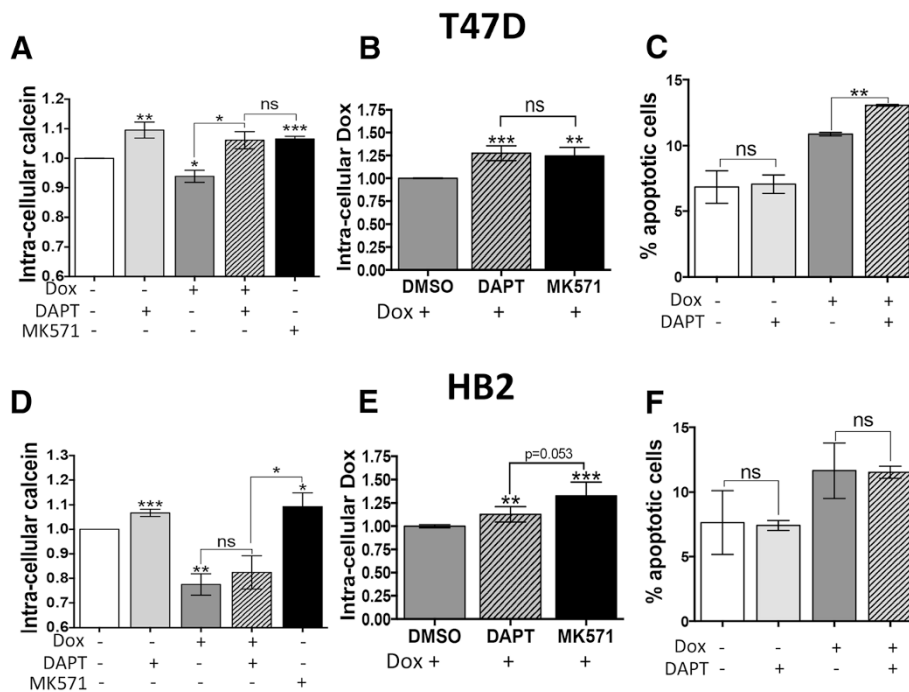 T47D
A
Intra-cellular calcein
1.2
1.1
1.0
0.9
0.8
0.7
0.6
**
*
*
ns
***
Dox - - + + -
DAPT - + - + -
MK571 - - - - +
B
Intra-cellular Dox
1.75
1.50
1.25
1.00
0.75
0.50
0.25
0.00
ns
***
**
DMSO DAPT MK571
Dox + + +
C
% apoptotic cells
15
10
5
0
ns
**
Dox - - + +
DAPT - + - +
HB2
D
Intra-cellular calcein
1.3
1.2
1.1
1.0
0.9
0.8
0.7
0.6
***
**
ns
*
*
Dox - - + + -
DAPT - + - + -
MK571 - - - - +
E
Intra-cellular Dox
1.75
1.50
1.25
1.00
0.75
0.50
0.25
0.00
p=0.053
**
***
DMSO DAPT MK571
Dox + + +
F
% apoptotic cells
15
10
5
0
ns
ns
Dox - - + +
DAPT - + - +